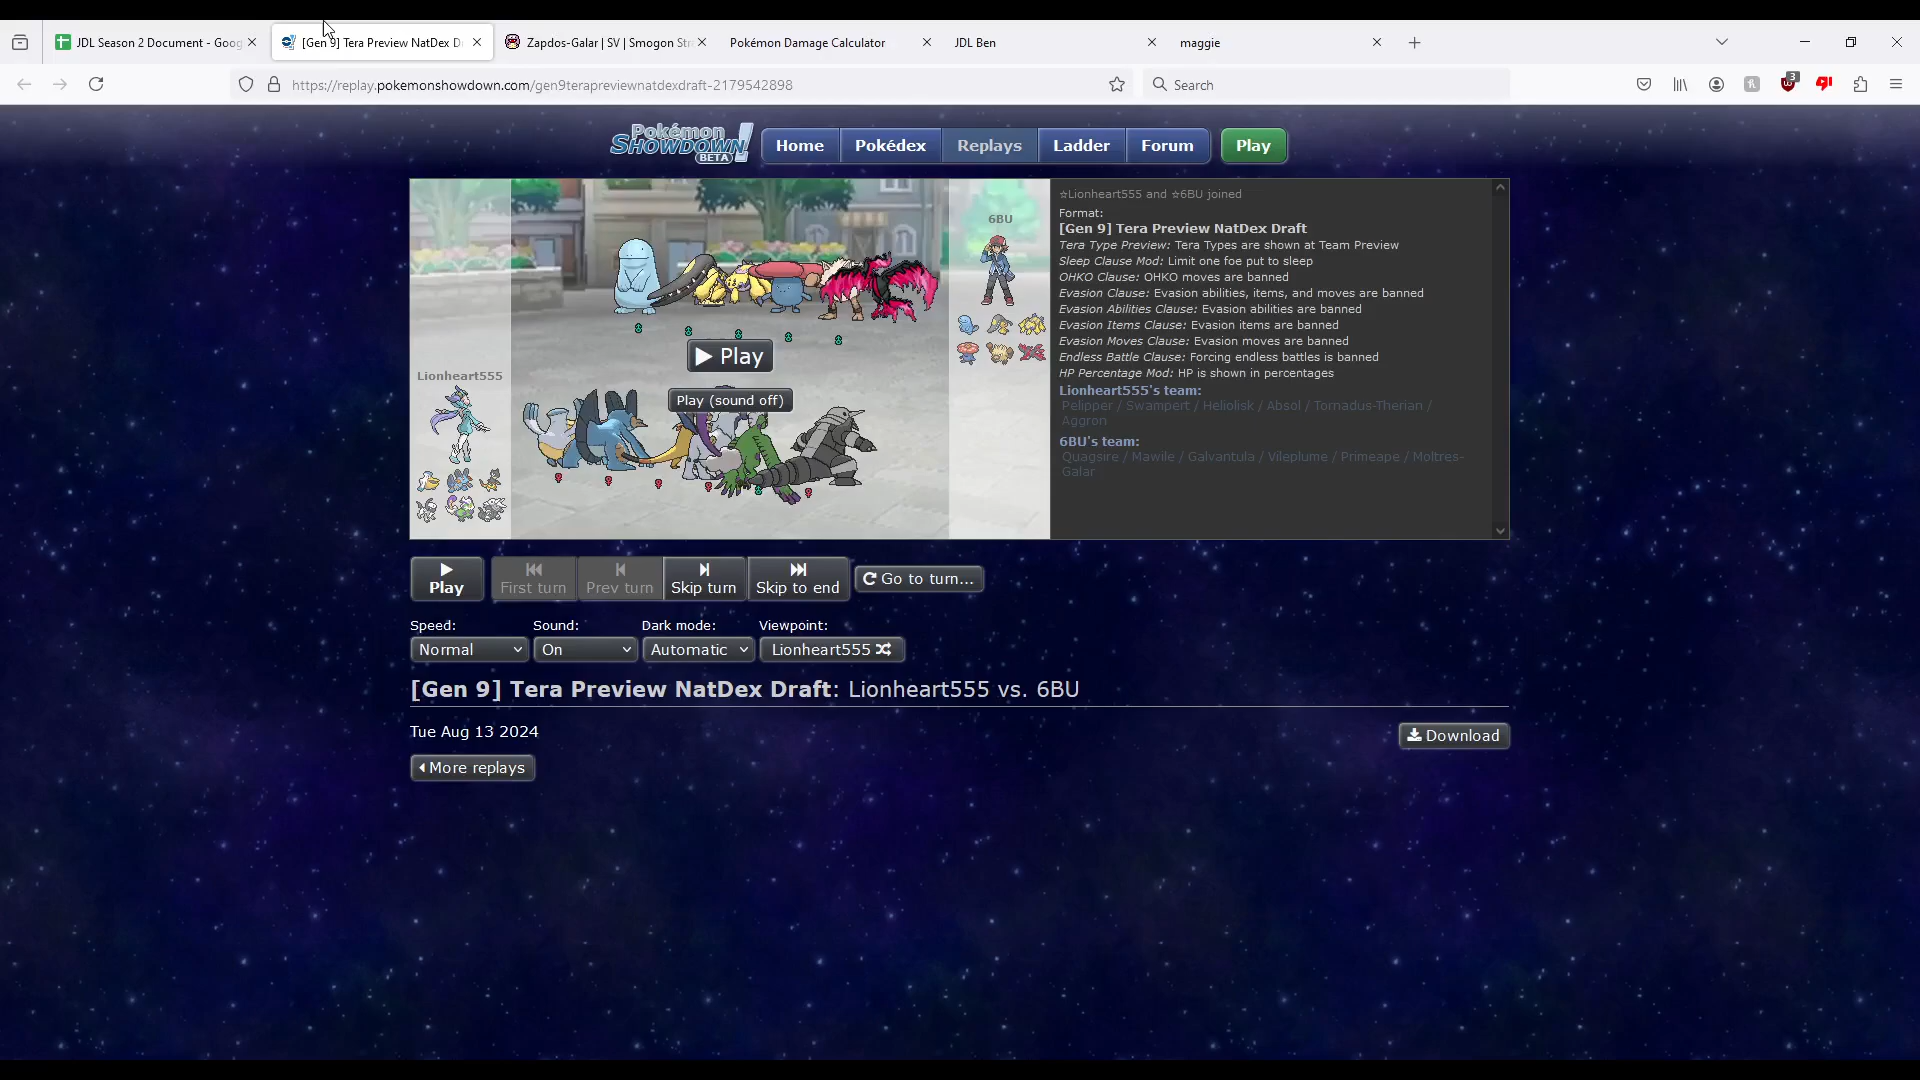 JDL Season 2 Document - Goog
[Gen 9] Tera Preview NatDex D
Zapdos-Galar | SV | Smogon Str
Pokémon Damage Calculator
JDL Ben
maggie
https://replay.pokemonshowdown.com/gen9terapreviewnatdexdraft-2179542898
Search
3
Pokémon
SHOWDOWN!
BETA
Home
Pokédex
Replays
Ladder
Forum
Play
Lionheart555
6BU
▶ Play
Play (sound off)
☆Lionheart555 and ☆6BU joined
Format:
[Gen 9] Tera Preview NatDex Draft
Tera Type Preview: Tera Types are shown at Team Preview
Sleep Clause Mod: Limit one foe put to sleep
OHKO Clause: OHKO moves are banned
Evasion Clause: Evasion abilities, items, and moves are banned
Evasion Abilities Clause: Evasion abilities are banned
Evasion Items Clause: Evasion items are banned
Evasion Moves Clause: Evasion moves are banned
Endless Battle Clause: Forcing endless battles is banned
HP Percentage Mod: HP is shown in percentages
Lionheart555's team:
Pelipper / Swampert / Heliolisk / Absol / Tornadus-Therian /
Aggron
6BU's team:
Quagsire / Mawile / Galvantula / Vileplume / Primeape / Moltres-
Galar
Play
First turn
Prev turn
Skip turn
Skip to end
Go to turn...
Speed:
Sound:
Dark mode:
Viewpoint:
Normal
On
Automatic
Lionheart555
[Gen 9] Tera Preview NatDex Draft: Lionheart555 vs. 6BU
Tue Aug 13 2024
Download
More replays